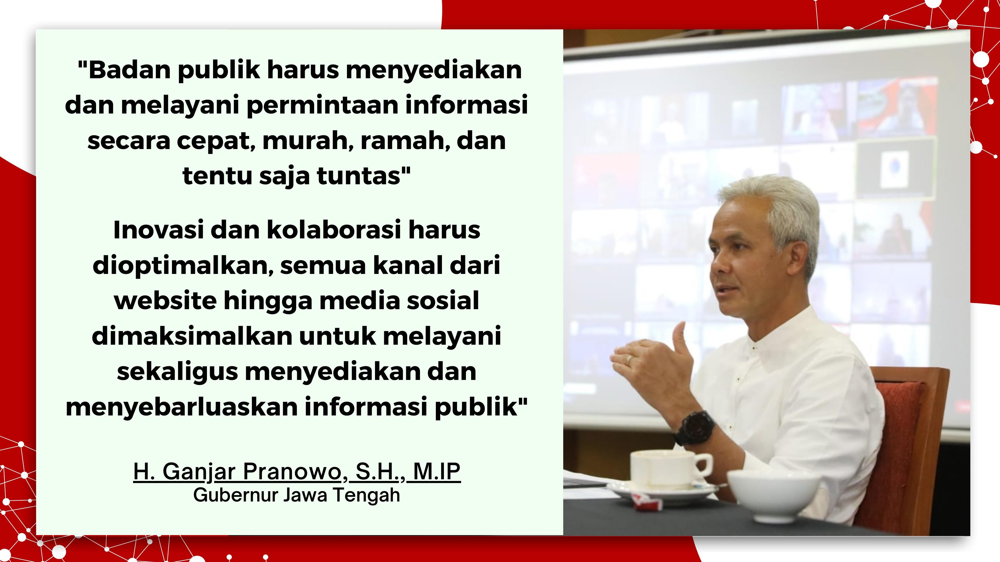 "Badan publik harus menyediakan
dan melayani permintaan informasi
secara cepat, murah, ramah, dan
tentu saja tuntas"
Inovasi dan kolaborasi harus
dioptimalkan, semua kanal dari
website hingga media sosial
dimaksimalkan untuk melayani
sekaligus menyediakan dan
menyebarluaskan informasi publik"
H. Ganjar Pranowo, S.H., M.IP
Gubernur Jawa Tengah